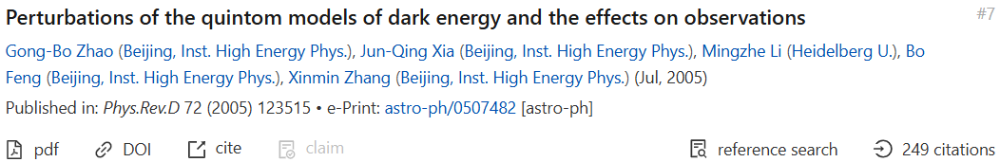 Perturbations of the quintom models of dark energy and the effects on observations #7
Gong-Bo Zhao (Beijing, Inst. High Energy Phys.), Jun-Qing Xia (Beijing, Inst. High Energy Phys.), Mingzhe Li (Heidelberg U.), Bo
Feng (Beijing, Inst. High Energy Phys.), Xinmin Zhang (Beijing, Inst. High Energy Phys.) (Jul, 2005)
Published in: Phys.Rev.D 72 (2005) 123515 • e-Print: astro-ph/0507482 [astro-ph]
pdf DOI cite claim reference search 249 citations